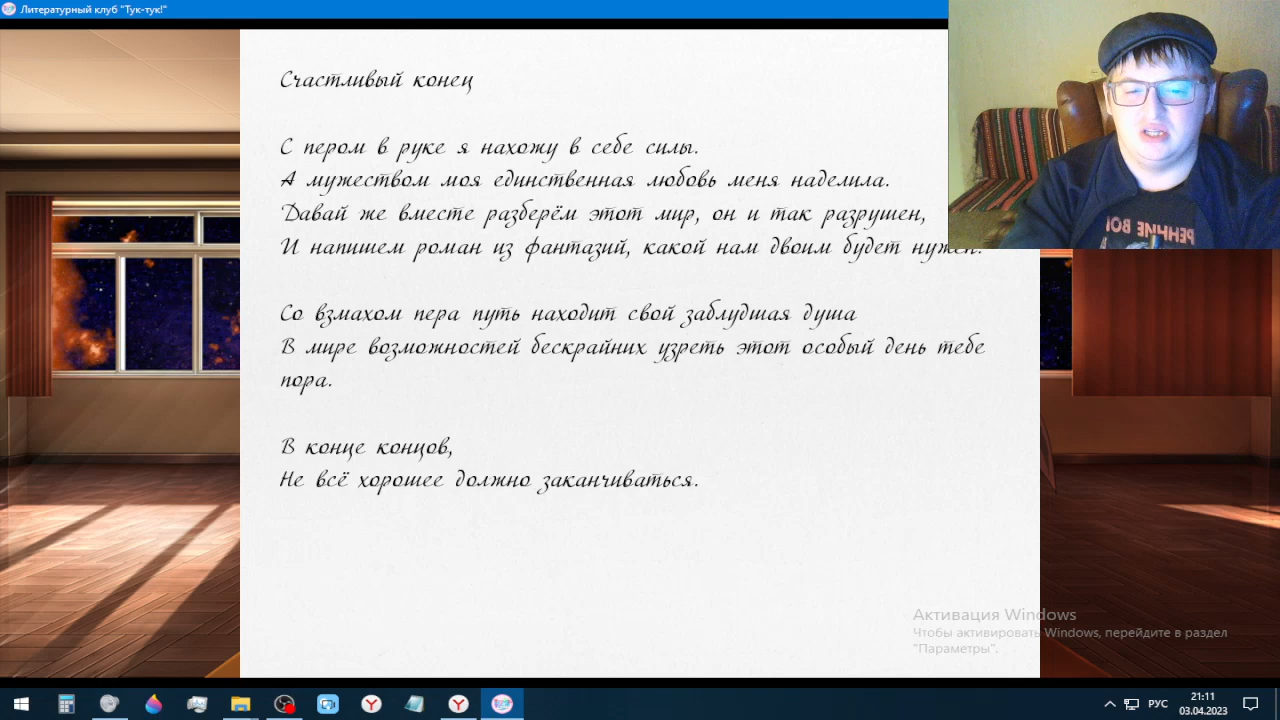 Литературный клуб "Тук-тук!"
Счастливый конец
С пером в руке я нахожу в себе силы.
А мужеством моя единственная любовь меня наделила.
Давай же вместе разберём этот мир, он и так разрушен,
И напишем роман из фантазий, какой нам двоим будет нужен.
Со взмахом пера путь находит свой заблудшая душа
В мире возможностей бескрайних узреть этот особый день тебе
пора.
В конце концов,
Не всё хорошее должно заканчиваться.
Активация Windows
Чтобы активировать Windows, перейдите в раздел
"Параметры".
РУС
21:11
03.04.2023